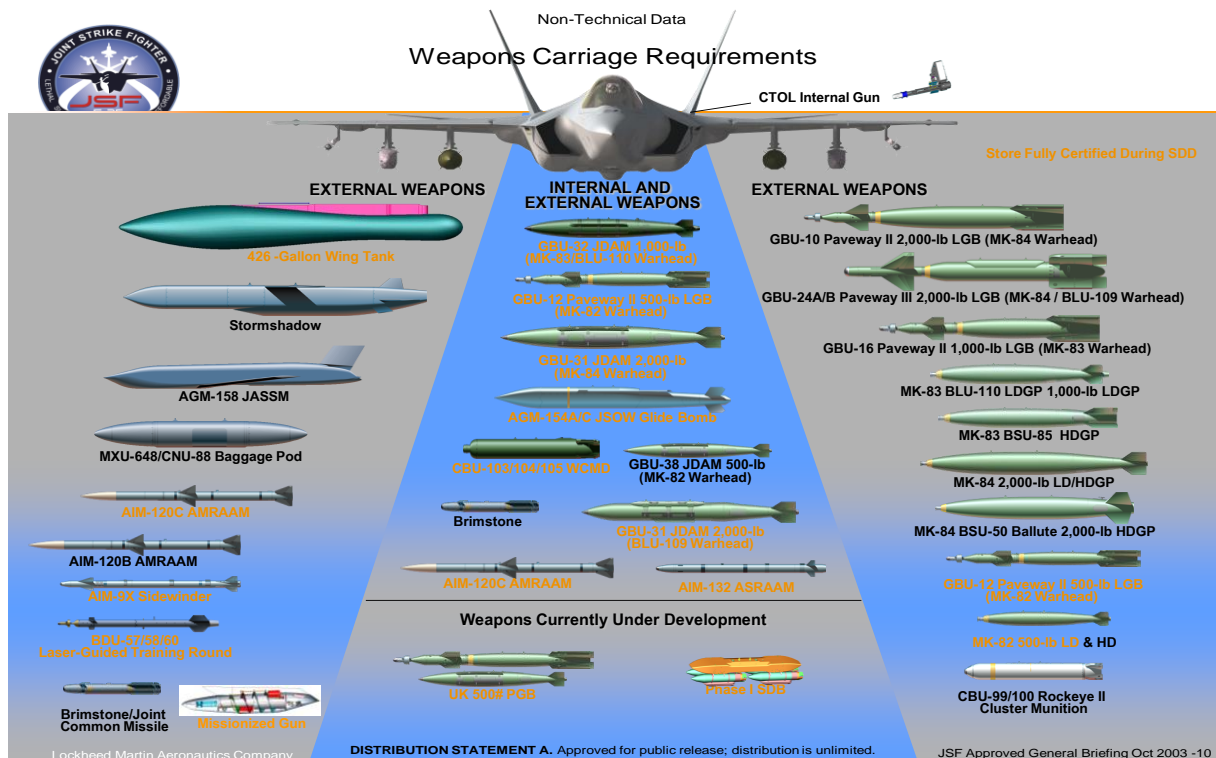 Non-Technical Data
Weapons Carriage Requirements
JOINT STRIKE FIGHTER
JSF
CTOL Internal Gun
Store Fully Certified During SDD
EXTERNAL WEAPONS
426 -Gallon Wing Tank
Stormshadow
AGM-158 JASSM
MXU-648/CNU-88 Baggage Pod
AIM-120C AMRAAM
AIM-120B AMRAAM
AIM-9X Sidewinder
BDU-57/58/60
Laser-Guided Training Round
Brimstone/Joint
Common Missile
Missionized Gun
INTERNAL AND
EXTERNAL WEAPONS
GBU-32 JDAM 1,000-lb
(MK-83/BLU-110 Warhead)
GBU-12 Paveway II 500-lb LGB
(MK-82 Warhead)
GBU-31 JDAM 2,000-lb
(MK-84 Warhead)
AGM-154A/C JSOW Glide Bomb
CBU-103/104/105 WCMD
GBU-38 JDAM 500-lb
(MK-82 Warhead)
Brimstone
GBU-31 JDAM 2,000-lb
(BLU-109 Warhead)
AIM-120C AMRAAM
AIM-132 ASRAAM
Weapons Currently Under Development
UK 500# PGB
Phase I SDB
EXTERNAL WEAPONS
GBU-10 Paveway II 2,000-lb LGB (MK-84 Warhead)
GBU-24A/B Paveway III 2,000-lb LGB (MK-84 / BLU-109 Warhead)
GBU-16 Paveway II 1,000-lb LGB (MK-83 Warhead)
MK-83 BLU-110 LDGP 1,000-lb LDGP
MK-83 BSU-85 HDGP
MK-84 2,000-lb LD/HDGP
MK-84 BSU-50 Ballute 2,000-lb HDGP
GBU-12 Paveway II 500-lb LGB
(MK-82 Warhead)
MK-82 500-lb LD & HD
CBU-99/100 Rockeye II
Cluster Munition
Lockheed Martin Aeronautics Company
DISTRIBUTION STATEMENT A. Approved for public release; distribution is unlimited.
JSF Approved General Briefing Oct 2003 -10